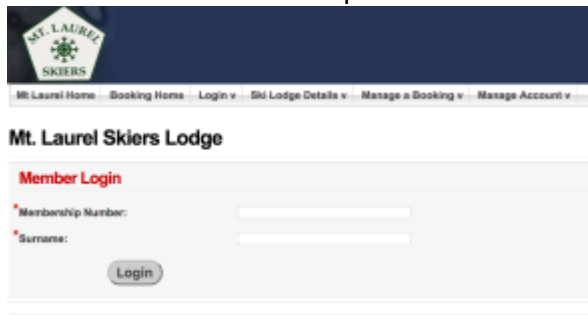 MT. LAUREL
SKIERS
Mt Laurel Home Booking Home Login v Ski Lodge Details v Manage a Booking v Manage Account v
Mt. Laurel Skiers Lodge
Member Login
*Membership Number:
*Surname:
Login